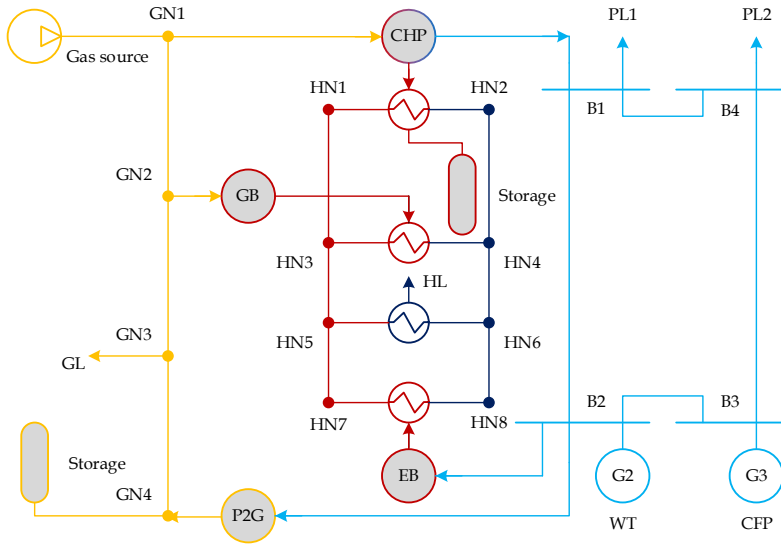 GN1
PL1
PL2
Gas source
CHP
HN1
HN2
B1
B4
GN2
GB
Storage
HN3
HN4
HL
GN3
HN5
HN6
GL
HN7
HN8
B2
B3
Storage
EB
G2
G3
GN4
P2G
WT
CFP